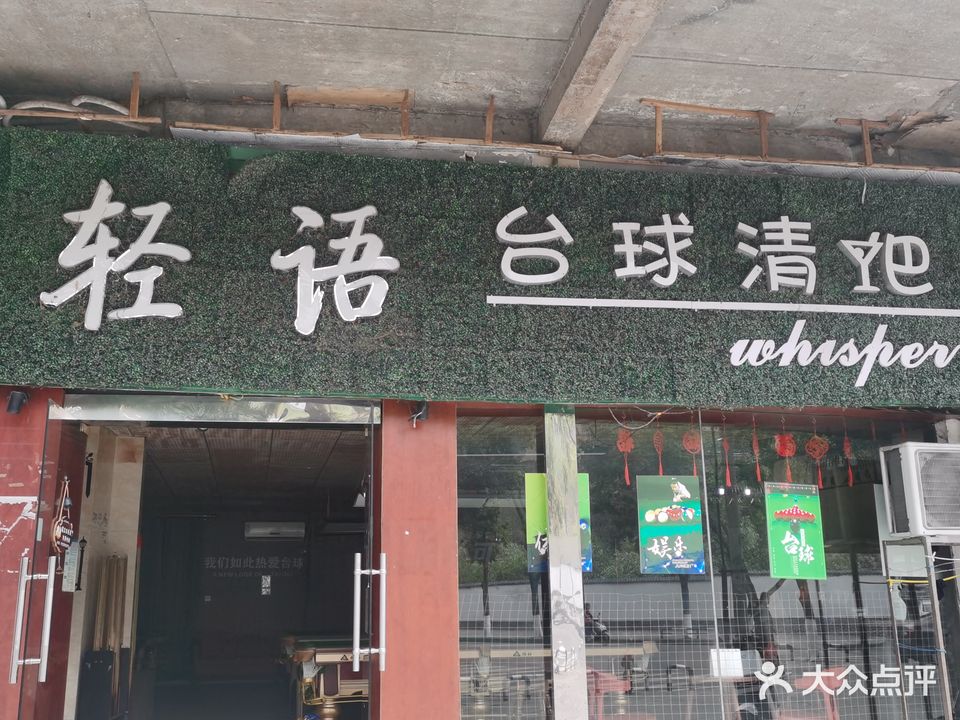 轻语 台球清吧
whisper
我们如此热爱台球
娱乐
台球
大众点评